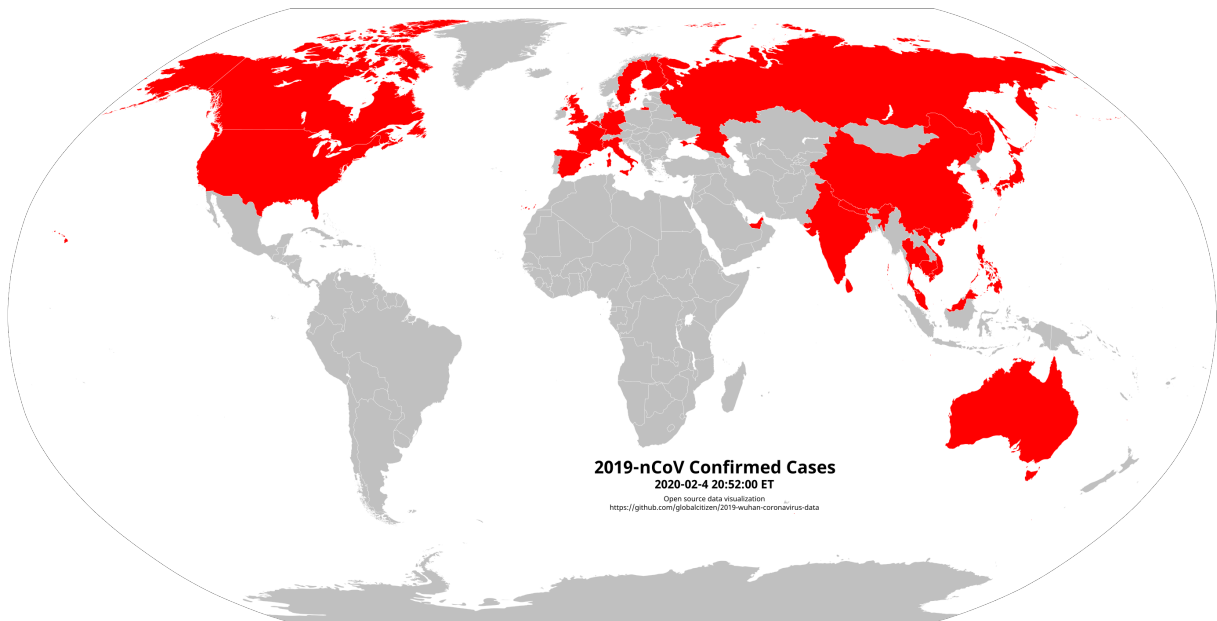 2019-nCoV Confirmed Cases
2020-02-4 20:52:00 ET
Open source data visualization
https://github.com/globalcitizen/2019-wuhan-coronavirus-data